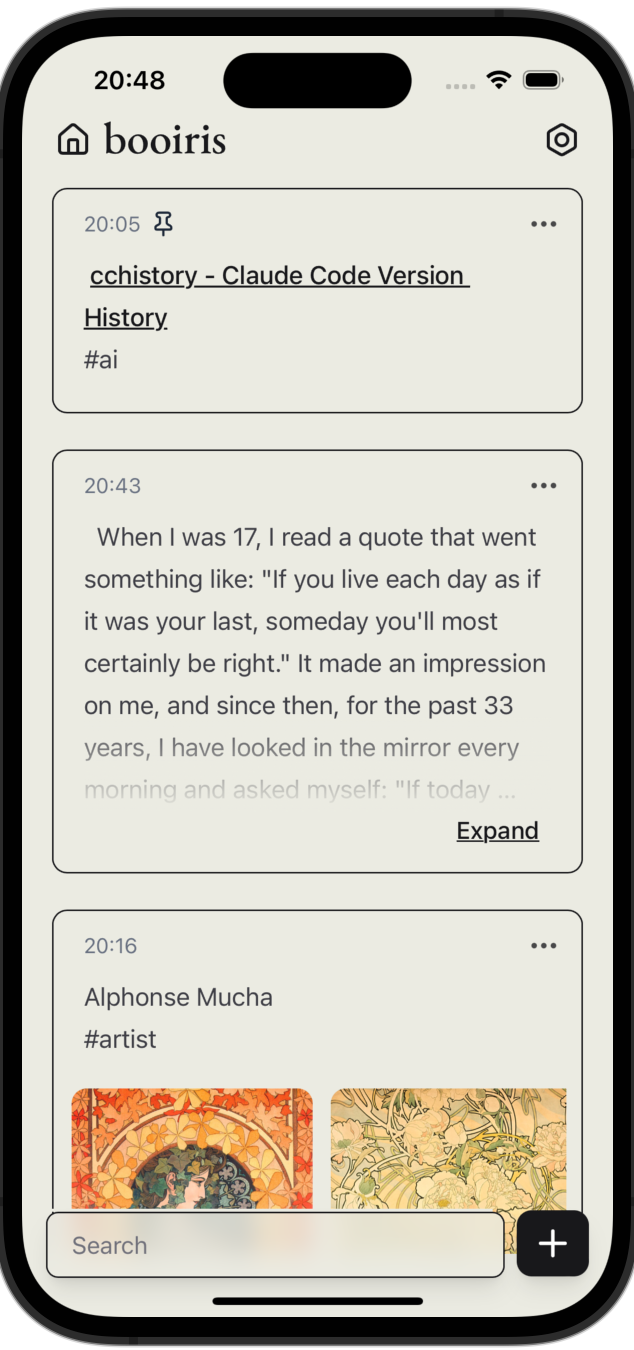 20:48
booiris
20:05
cchistory - Claude Code Version
History
#ai
20:43
When I was 17, I read a quote that went
something like: "If you live each day as if
it was your last, someday you'll most
certainly be right." It made an impression
on me, and since then, for the past 33
years, I have looked in the mirror every
morning and asked myself: "If today ...
Expand
20:16
Alphonse Mucha
#artist
Search